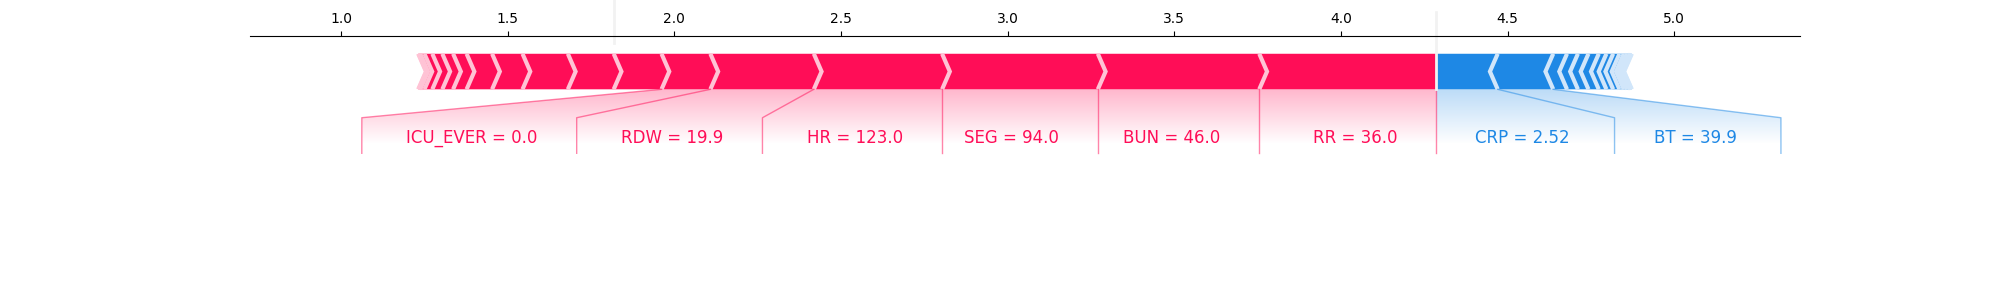 1.0 1.5 2.0 2.5 3.0 3.5 4.0 4.5 5.0
ICU_EVER = 0.0 RDW = 19.9 HR = 123.0 SEG = 94.0 BUN = 46.0 RR = 36.0 CRP = 2.52 BT = 39.9